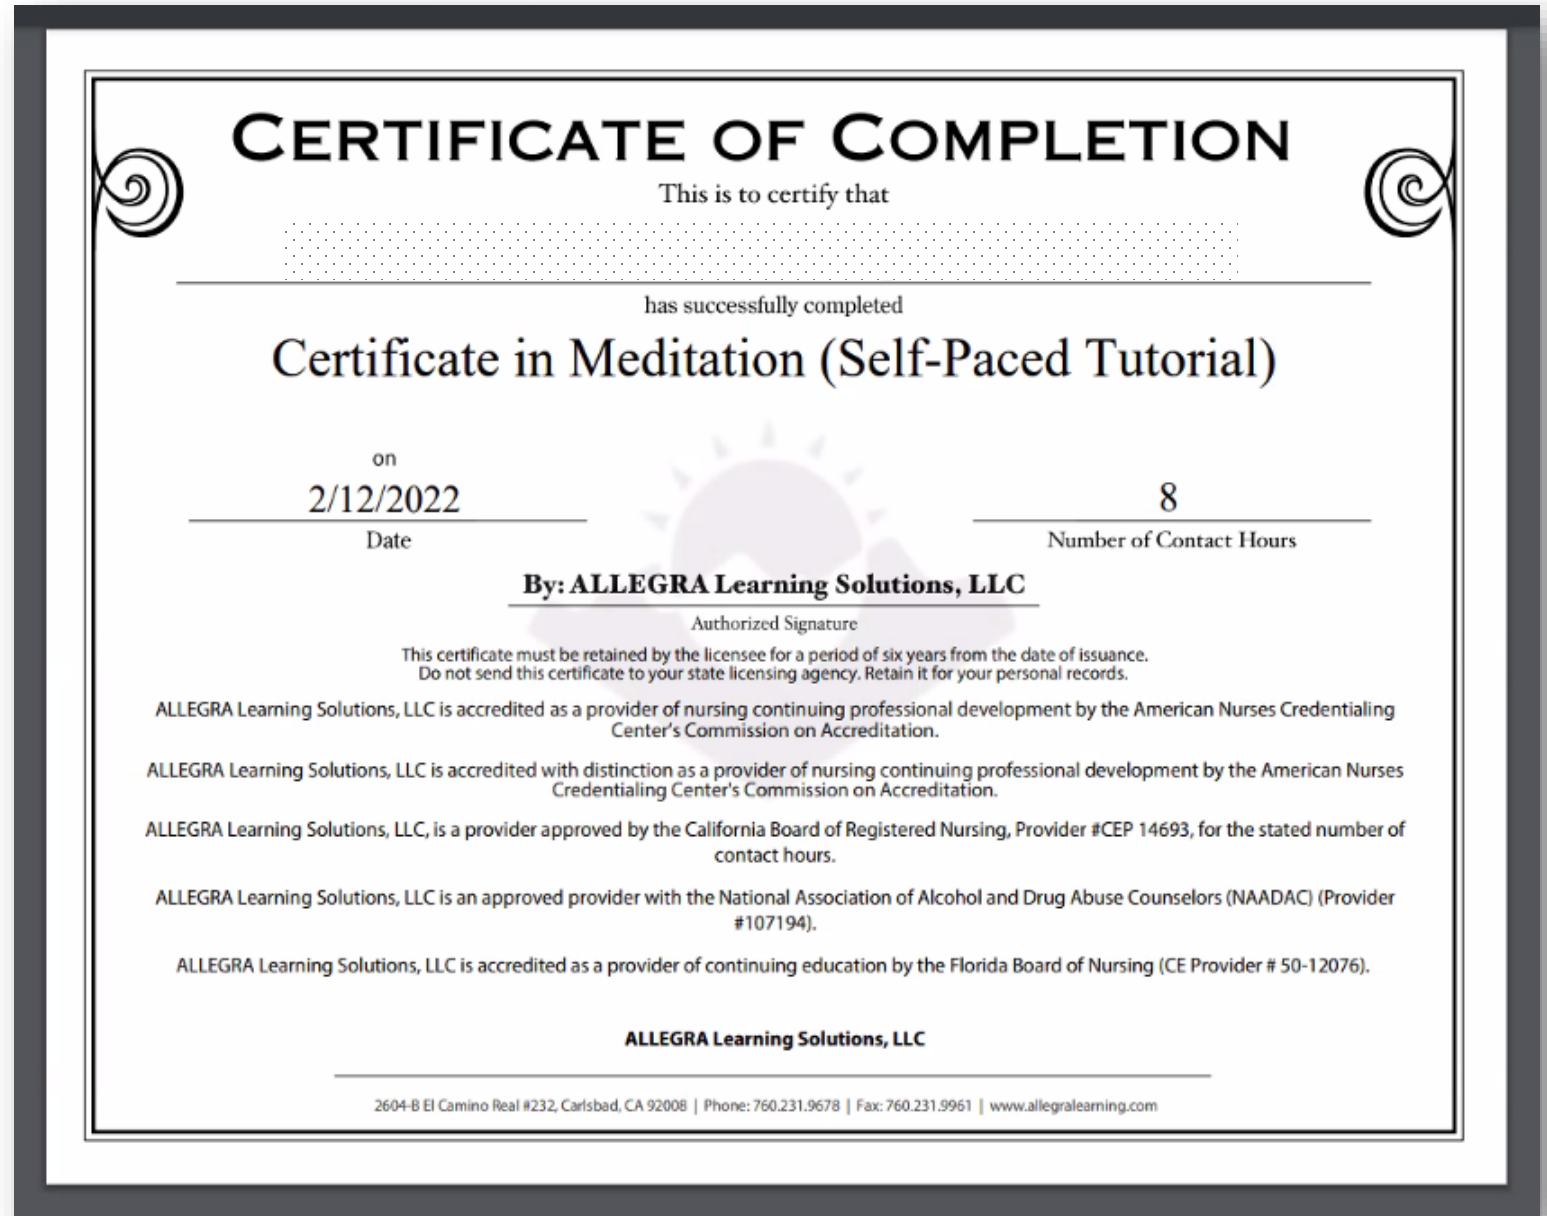 CERTIFICATE OF COMPLETION
This is to certify that
has successfully completed
Certificate in Meditation (Self-Paced Tutorial)
on
2/12/2022
Date
8
Number of Contact Hours
By: ALLEGRA Learning Solutions, LLC
Authorized Signature
This certificate must be retained by the licensee for a period of six years from the date of issuance.
Do not send this certificate to your state licensing agency. Retain it for your personal records.
ALLEGRA Learning Solutions, LLC is accredited as a provider of nursing continuing professional development by the American Nurses Credentialing
Center's Commission on Accreditation.
ALLEGRA Learning Solutions, LLC is accredited with distinction as a provider of nursing continuing professional development by the American Nurses
Credentialing Center's Commission on Accreditation.
ALLEGRA Learning Solutions, LLC, is a provider approved by the California Board of Registered Nursing, Provider #CEP 14693, for the stated number of
contact hours.
ALLEGRA Learning Solutions, LLC is an approved provider with the National Association of Alcohol and Drug Abuse Counselors (NAADAC) (Provider
#107194).
ALLEGRA Learning Solutions, LLC is accredited as a provider of continuing education by the Florida Board of Nursing (CE Provider # 50-12076).
ALLEGRA Learning Solutions, LLC
2604-B El Camino Real #232, Carlsbad, CA 92008 | Phone: 760.231.9678 | Fax: 760.231.9961 | www.allegralearning.com